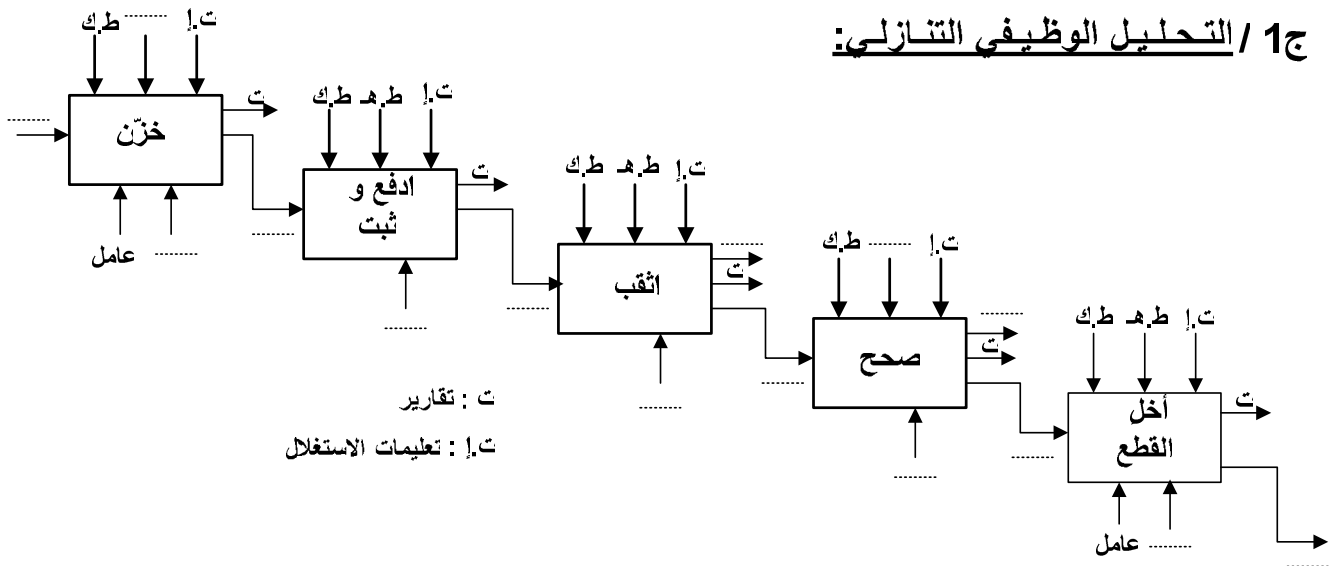 ج1 / التحليل الوظيفي التنازلي:
ت.إ ........ ط.ك
........ خزّن ت
عامل ........
ت.إ ط.هـ ط.ك
........ ادفع و ت
ثبت
........
ت.إ ط.هـ ط.ك
........ اثقب ........
ت
........
ت.إ ........ ط.ك
........ صحح ........
ت
........
ت.إ ط.هـ ط.ك
........ أخلِ ت
القطع
عامل ........
........
ت : تقارير
ت.إ : تعليمات الاستغلال